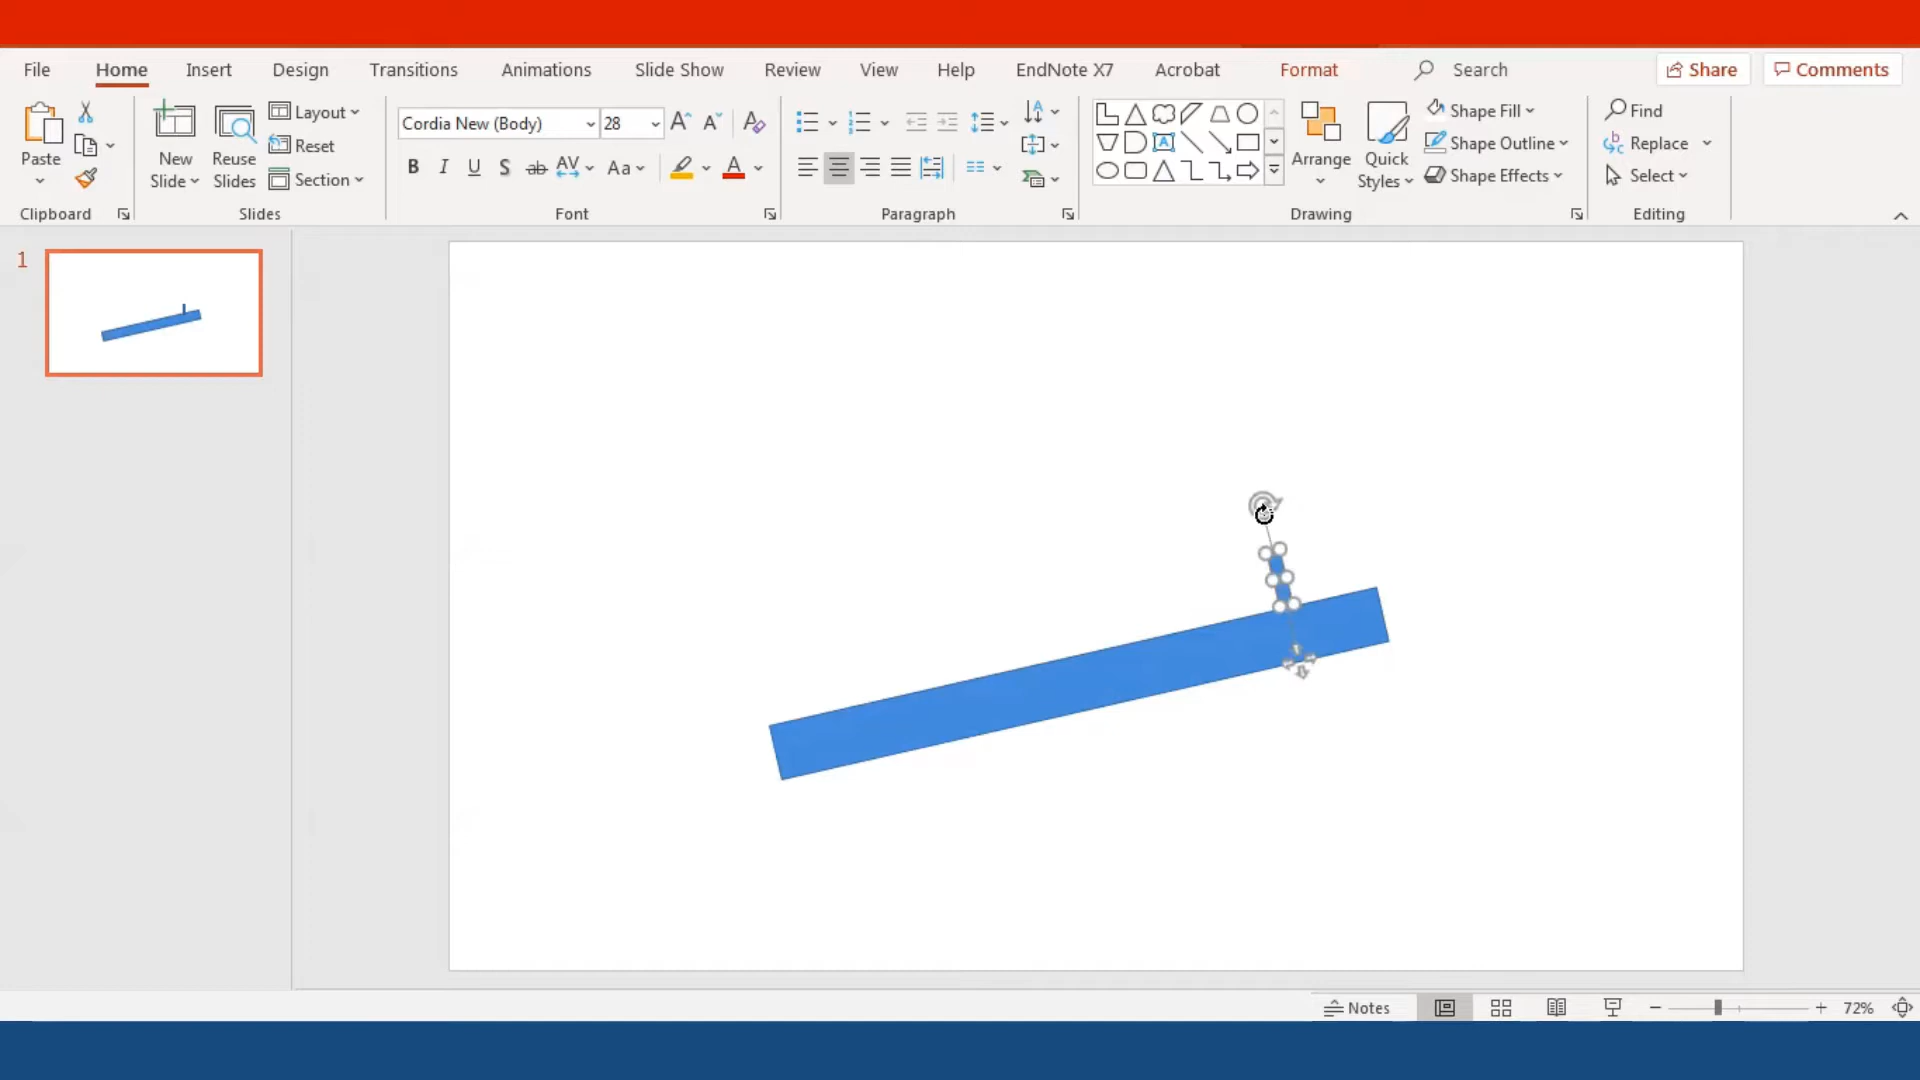 File Home Insert Design Transitions Animations Slide Show Review View Help EndNote X7 Acrobat Format Search Share Comments
Paste
New Slide
Reuse Slides
Layout
Reset
Section
Cordia New (Body) 28
B I U S ab AV Aa A
Arrange
Quick Styles
Shape Fill
Shape Outline
Shape Effects
Find
Replace
Select
Clipboard Slides Font Paragraph Drawing Editing
1
Notes 72%